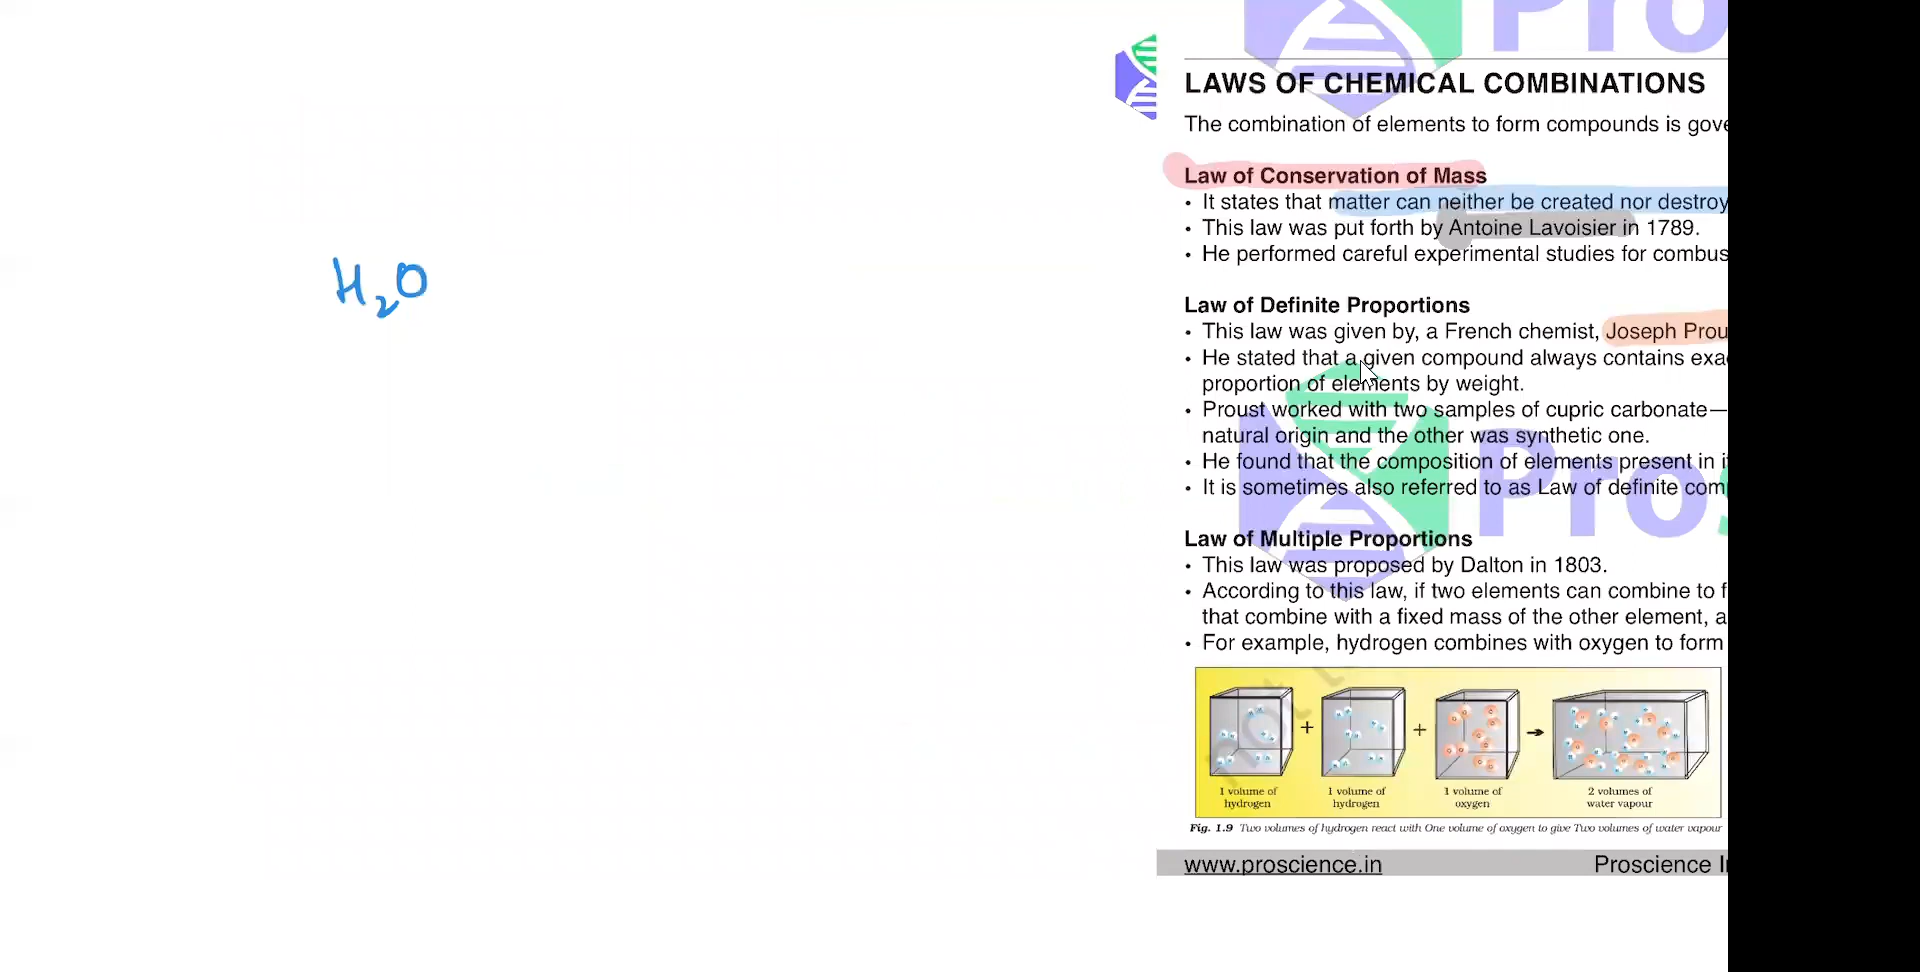 H₂O
Pro
LAWS OF CHEMICAL COMBINATIONS
The combination of elements to form compounds is gove
Law of Conservation of Mass
• It states that matter can neither be created nor destroy
• This law was put forth by Antoine Lavoisier in 1789.
• He performed careful experimental studies for combus
Law of Definite Proportions
• This law was given by, a French chemist, Joseph Prou
• He stated that a given compound always contains exa
proportion of elements by weight.
• Proust worked with two samples of cupric carbonate—
natural origin and the other was synthetic one.
• He found that the composition of elements present in i
• It is sometimes also referred to as Law of definite com
Pro
Law of Multiple Proportions
• This law was proposed by Dalton in 1803.
• According to this law, if two elements can combine to f
that combine with a fixed mass of the other element, a
• For example, hydrogen combines with oxygen to form
+ + →
1 volume of hydrogen
1 volume of hydrogen
1 volume of oxygen
2 volumes of water vapour
Fig. 1.9 Two volumes of hydrogen react with One volume of oxygen to give Two volumes of water vapour
www.proscience.in Proscience